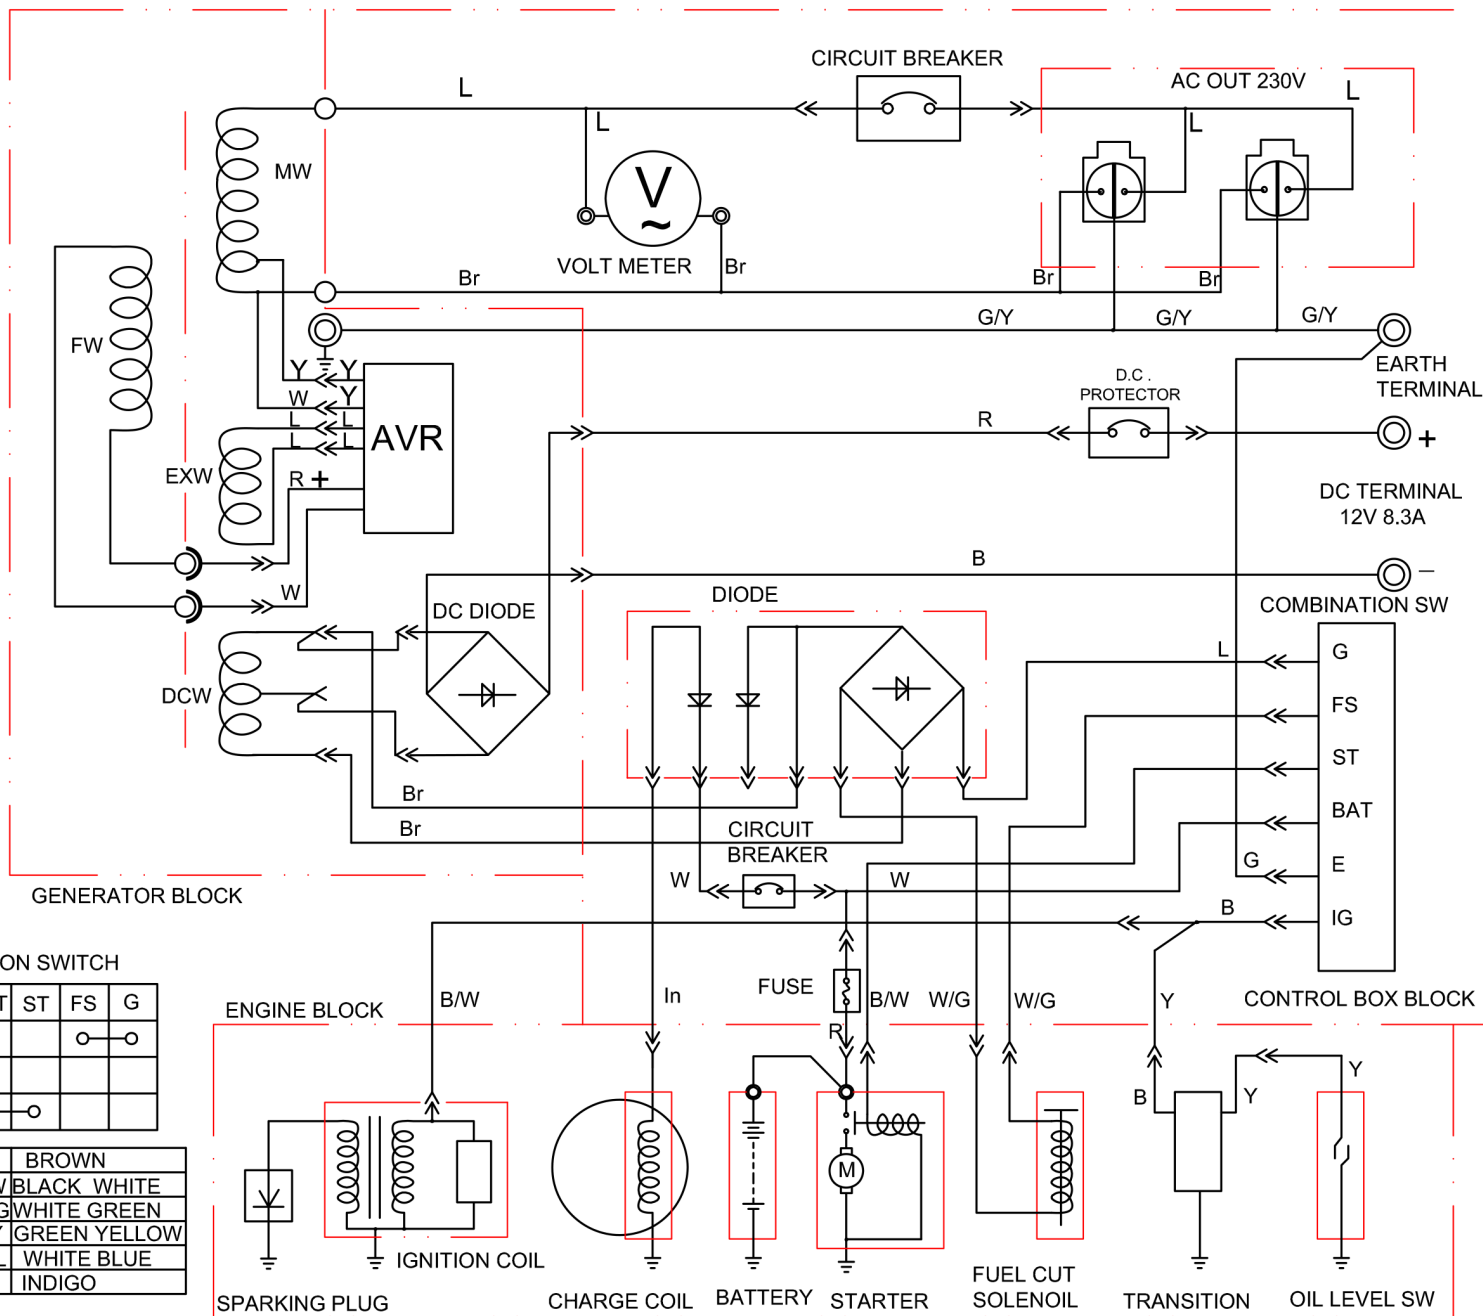 CIRCUIT BREAKER
AC OUT 230V
L
L
L
L
MW
V
~
VOLT METER
Br
Br
Br
Br
FW
G/Y
G/Y
G/Y
EARTH
TERMINAL
Y
Y
W
Y
L
L
L
L
AVR
D.C.
PROTECTOR
R
+
EXW
R +
DC TERMINAL
12V 8.3A
W
B
−
DC DIODE
DIODE
COMBINATION SW
DCW
L
G
FS
ST
BAT
E
IG
Br
Br
CIRCUIT
BREAKER
W
W
G
B
GENERATOR BLOCK
ON SWITCH
T ST FS G
ENGINE BLOCK
B/W
In
FUSE
R
B/W
W/G
W/G
Y
CONTROL BOX BLOCK
B
Y
Y
M
BROWN
W BLACK WHITE
G WHITE GREEN
Y GREEN YELLOW
L WHITE BLUE
INDIGO
IGNITION COIL
SPARKING PLUG
CHARGE COIL
BATTERY
STARTER
FUEL CUT
SOLENOIL
TRANSITION
OIL LEVEL SW